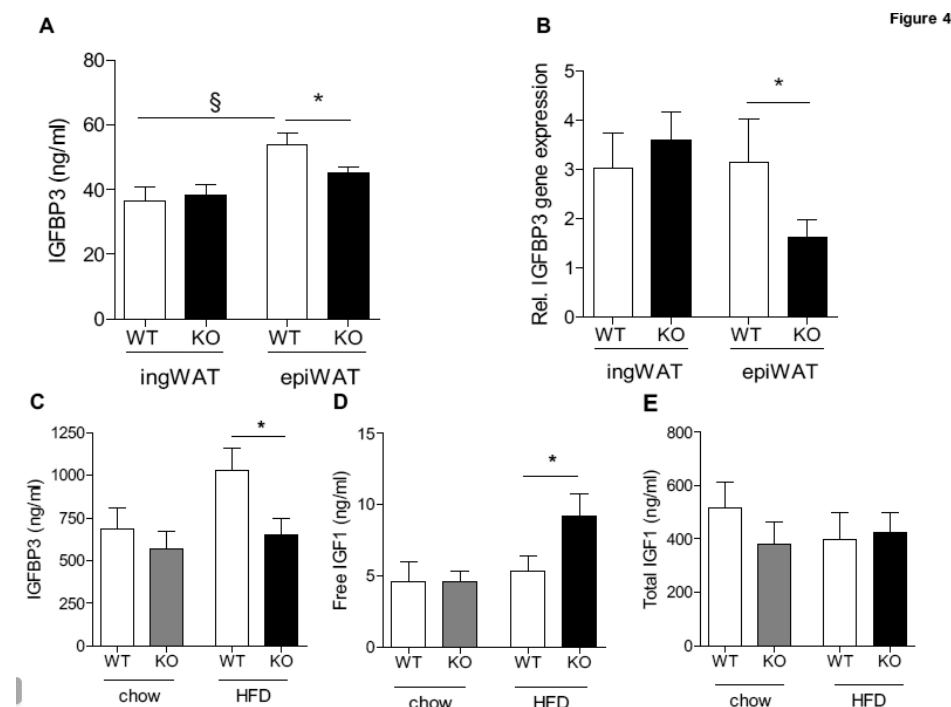 Figure 4
A
IGFBP3 (ng/ml)
80
60
40
20
0
§
*
WT KO WT KO
ingWAT epiWAT
B
Rel. IGFBP3 gene expression
5
4
3
2
1
0
*
WT KO WT KO
ingWAT epiWAT
C
IGFBP3 (ng/ml)
1250
1000
750
500
250
0
*
WT KO WT KO
chow HFD
D
Free IGF1 (ng/ml)
15
10
5
0
*
WT KO WT KO
chow HFD
E
Total IGF1 (ng/ml)
800
600
400
200
0
WT KO WT KO
chow HFD